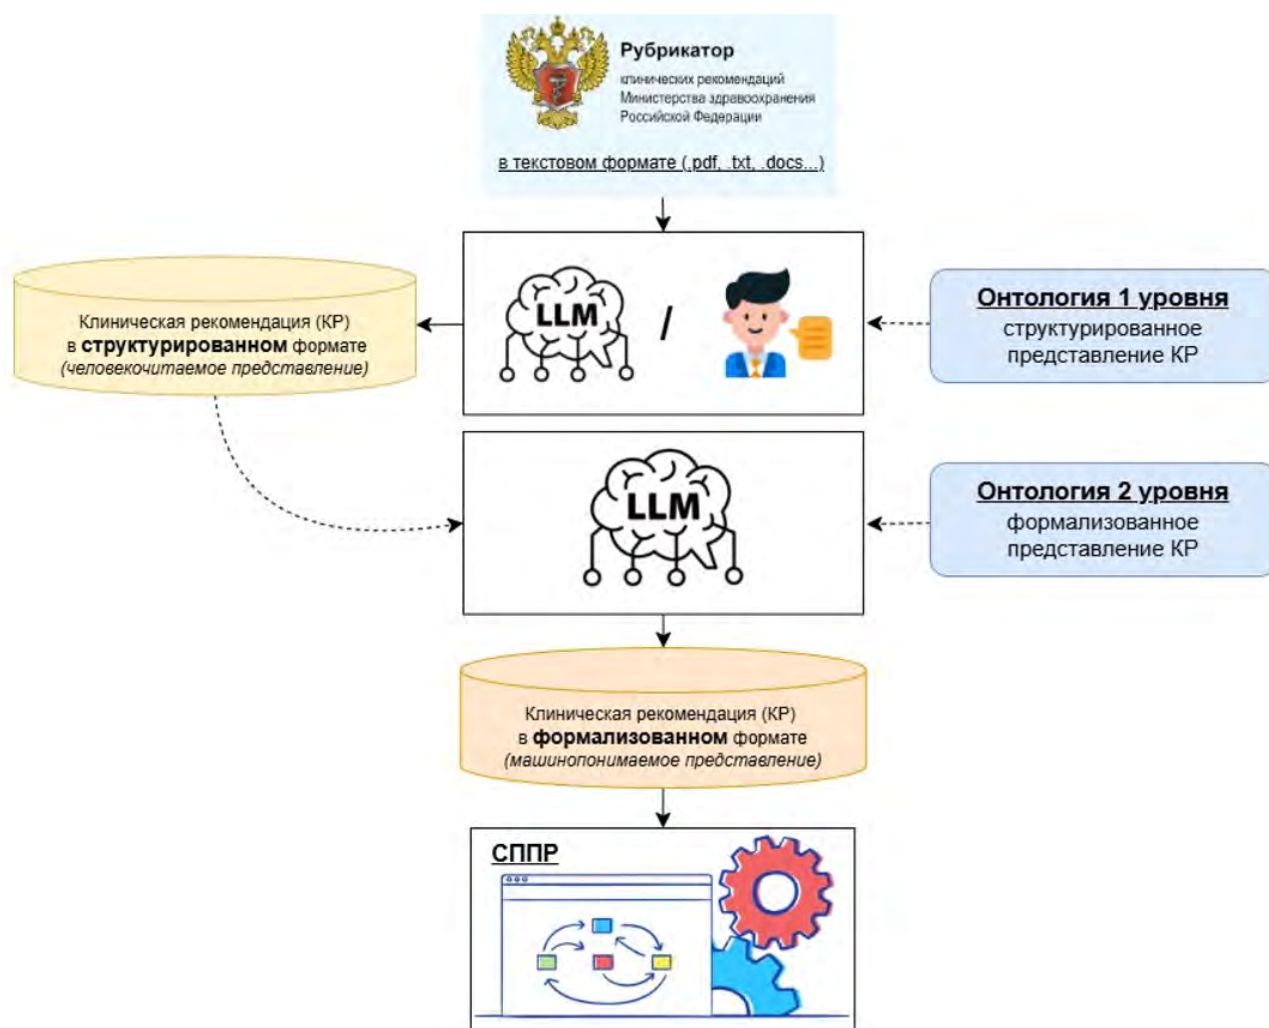 Рубрикатор
клинических рекомендаций
Министерства здравоохранения
Российской Федерации
в текстовом формате (.pdf, .txt, .docs...)
LLM
/
Клиническая рекомендация (КР)
в структурированном формате
(человекочитаемое представление)
Онтология 1 уровня
структурированное
представление КР
LLM
Онтология 2 уровня
формализованное
представление КР
Клиническая рекомендация (КР)
в формализованном формате
(машинопонимаемое представление)
СППР